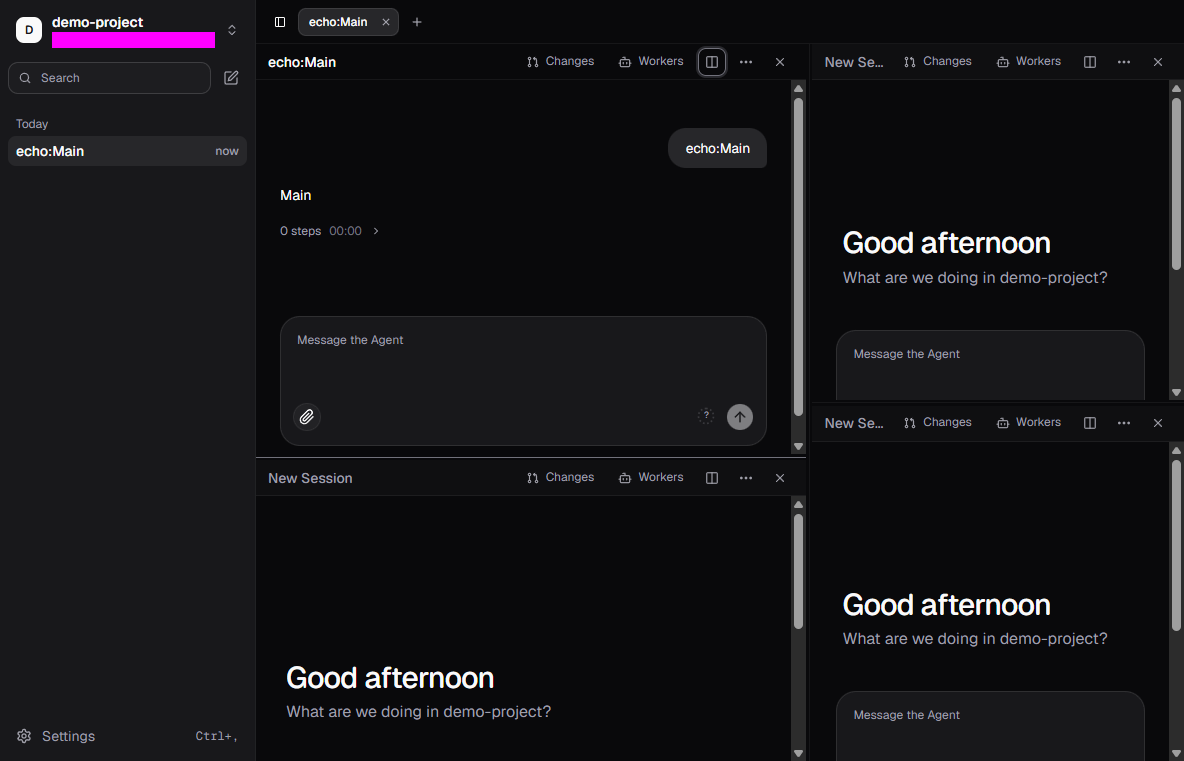 D
demo-project
Search
Today
echo:Main now
Settings Ctrl+,
echo:Main
echo:Main Changes Workers
echo:Main
Main
0 steps 00:00
Message the Agent
?
New Session Changes Workers
Good afternoon
What are we doing in demo-project?
New Se... Changes Workers
Good afternoon
What are we doing in demo-project?
Message the Agent
New Se... Changes Workers
Good afternoon
What are we doing in demo-project?
Message the Agent